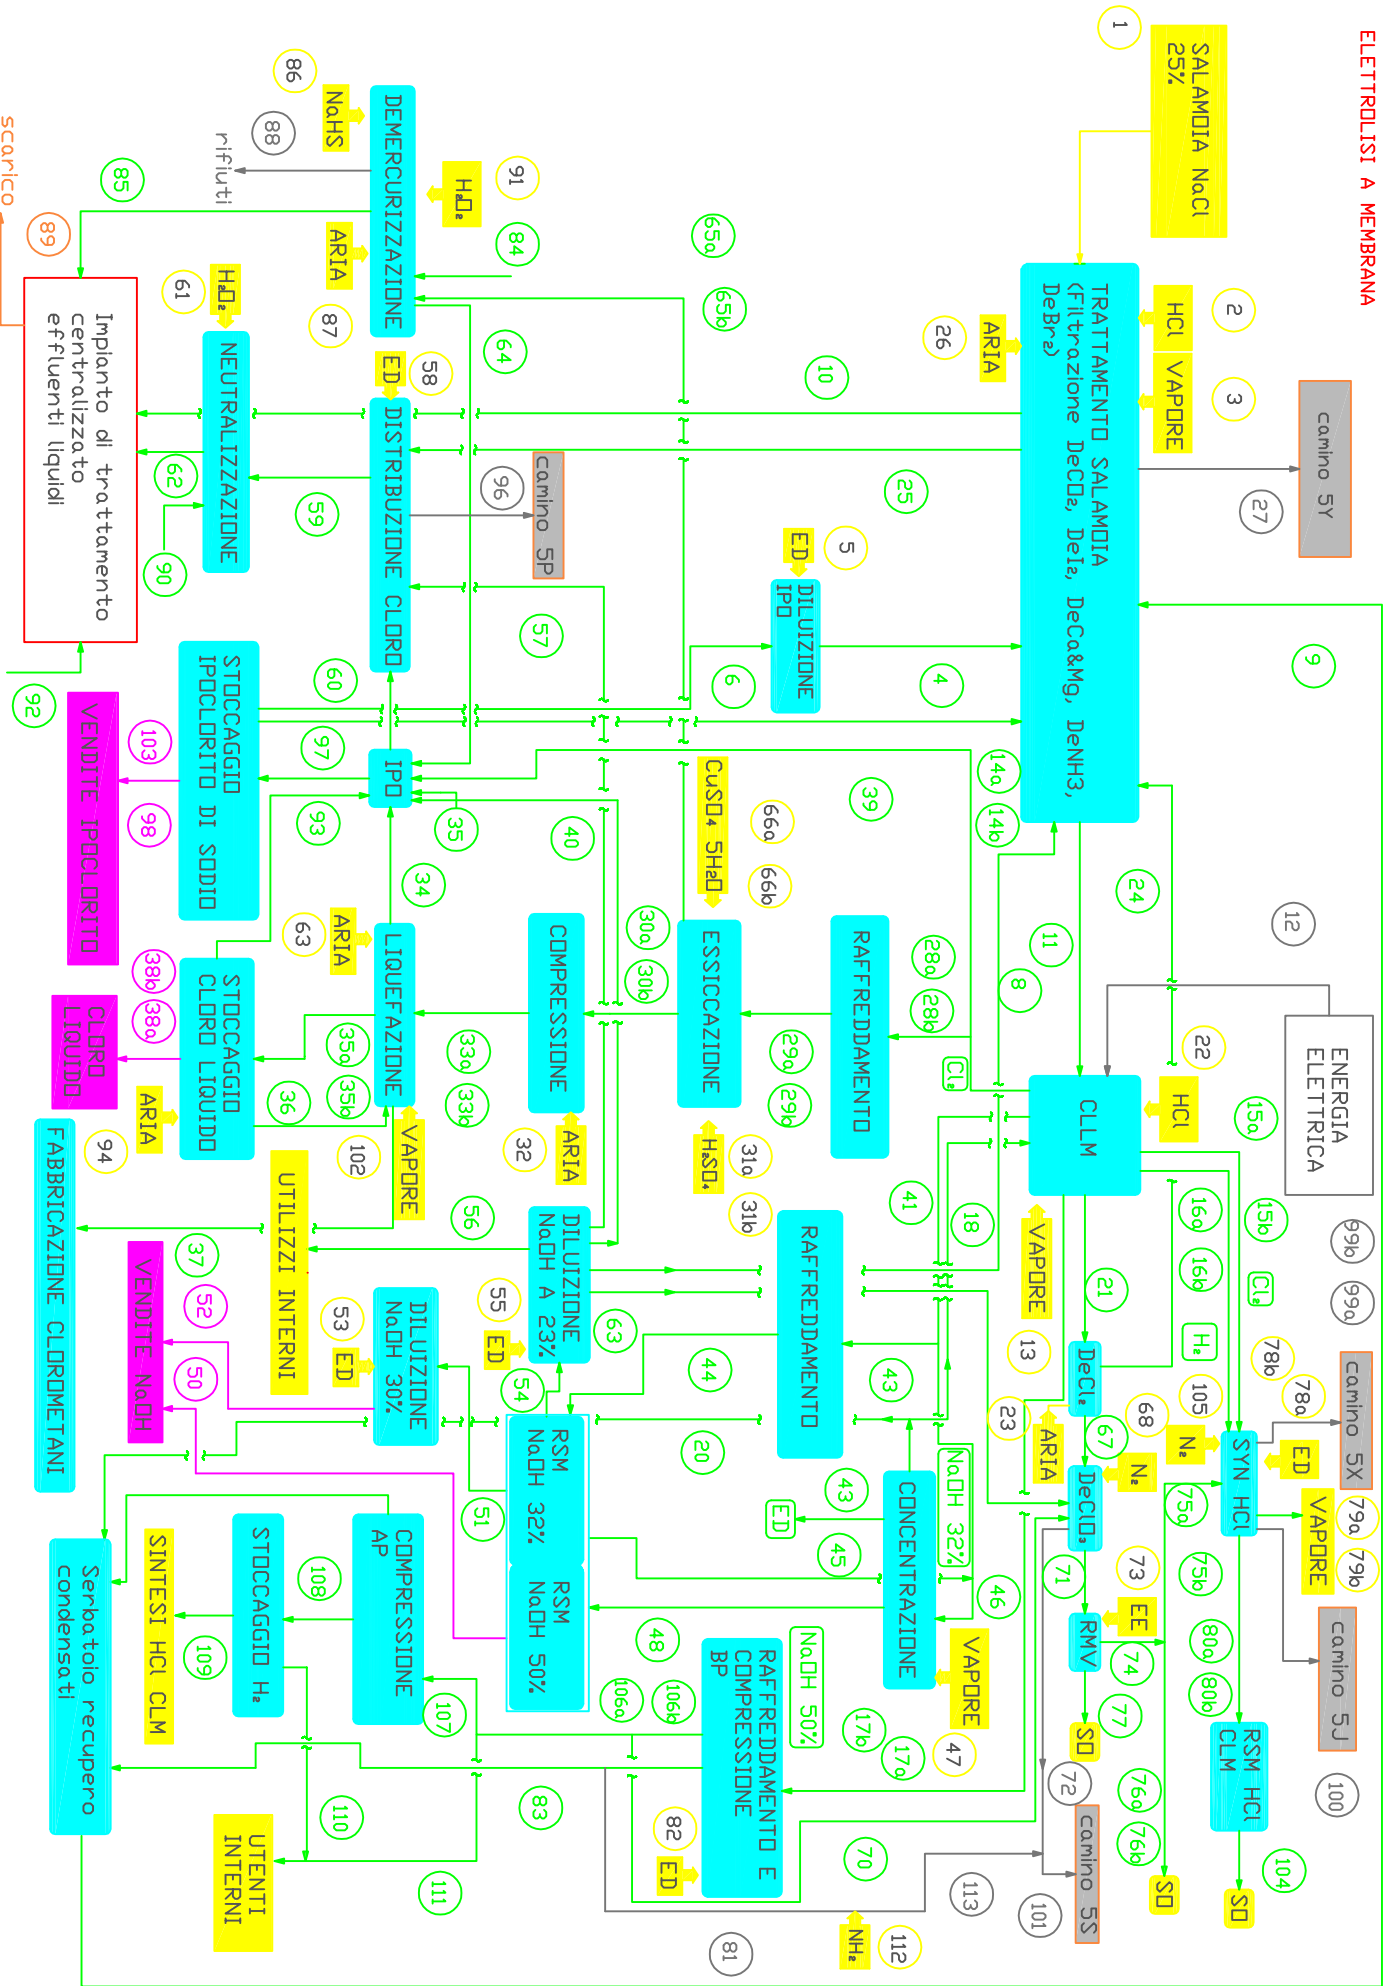 ELETTROLISI A MEMBRANA
1
SALAMOIA NaCl
25%
2
HCl
3
VAPORE
camino 5Y
27
26
ARIA
TRATTAMENTO SALAMOIA
(Filtrazione DeCO₂, DeI₂, DeCa&Mg, DeNH3,
DeBr₂)
9
12
ENERGIA
ELETTRICA
24
22
HCl
11
8
14a
14b
CLLM
Cl₂
VAPORE
13
15a
15b
Cl₂
16a
16b
H₂
99b
99a
camino 5X
78b
78a
105
N₂
68
N₂
SYN HCl
ED
VAPORE
79a
79b
21
DeCl₂
23
ARIA
67
DeClO₃
75a
75b
71
73
EE
RMV
74
77
SO
80a
80b
RSM HCl
CLM
camino 5J
100
104
SO
76a
76b
SO
72
camino 5S
101
113
112
NH₂
81
86
NaHS
88
rifiuti
91
H₂O₂
DEMERCURIZZAZIONE
84
ARIA
87
85
65a
65b
64
10
25
5
ED
DILUIZIONE
IPO
4
6
58
ED
DISTRIBUZIONE CLORO
96
camino 5P
57
61
H₂O₂
NEUTRALIZZAZIONE
59
62
90
89
scarico
Impianto di trattamento
centralizzato
effluenti liquidi
92
60
97
IPO
35
93
STOCCAGGIO
IPOCLORITO DI SODIO
103
98
VENDITE IPOCLORITO
34
40
39
CuSO₄ 5H₂O
66a
66b
RAFFREDDAMENTO
28a
28b
ESSICCAZIONE
29a
29b
30a
30b
31a
31b
H₂SO₄
COMPRESSIONE
32
ARIA
33a
33b
63
ARIA
LIQUEFAZIONE
102
VAPORE
35a
35b
36
STOCCAGGIO
CLORO LIQUIDO
38b
38a
CLORO
LIQUIDO
ARIA
94
FABBRICAZIONE CLOROMETANI
37
UTILIZZI INTERNI
56
DILUIZIONE
NaOH A 23%
55
ED
63
54
41
18
RAFFREDDAMENTO
43
44
20
52
50
VENDITE NaOH
53
ED
DILUIZIONE
NaOH 30%
51
RSM
NaOH 32%
RSM
NaOH 50%
NaOH 32%
CONCENTRAZIONE
43
ED
45
46
VAPORE
47
48
NaOH 50%
17b
17a
RAFFREDDAMENTO E
COMPRESSIONE
BP
106a
106b
82
ED
70
83
107
COMPRESSIONE
AP
108
STOCCAGGIO H₂
109
SINTESI HCl CLM
110
111
UTENTI
INTERNI
Serbatoio recupero
condensati